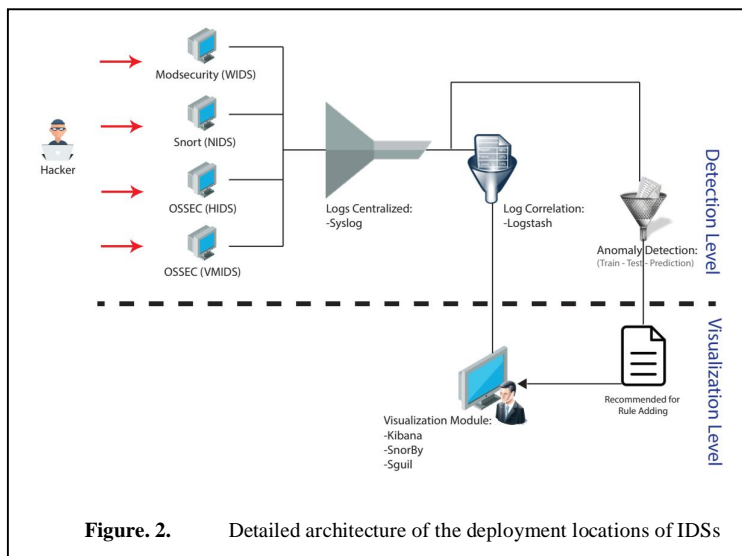 Modsecurity (WIDS)
Snort (NIDS)
Hacker
OSSEC (HIDS)
OSSEC (VMIDS)
Logs Centralized:
-Syslog
Log Correlation:
-Logstash
Anomaly Detection:
(Train - Test - Prediction)
Detection Level
Visualization Level
Visualization Module:
-Kibana
-SnorBy
-Sguil
Recommended for
Rule Adding
Figure. 2. Detailed architecture of the deployment locations of IDSs